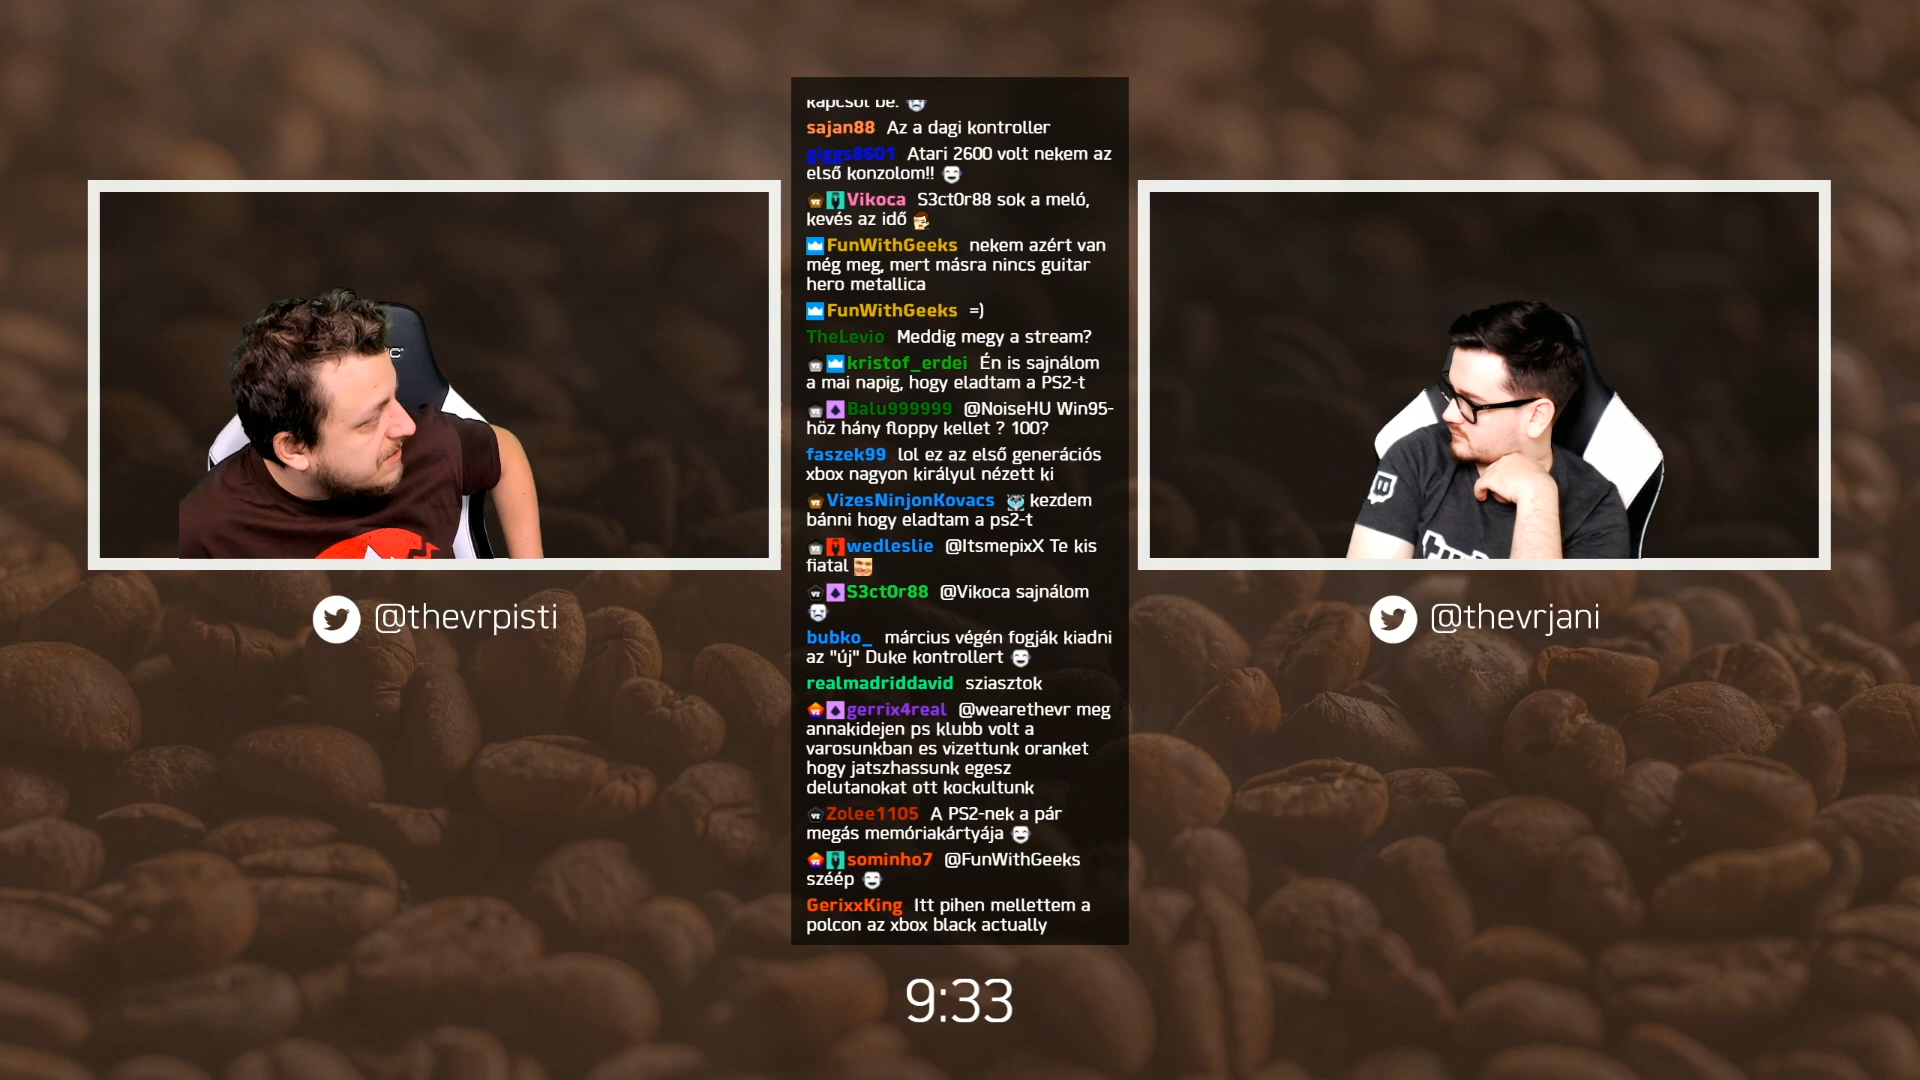 kapcsol be.
sajan88 Az a dagi kontroller
giggs8601 Atari 2600 volt nekem az
első konzolom!!
Vikoca S3ct0r88 sok a meló,
kevés az idő
FunWithGeeks nekem azért van
még meg, mert másra nincs guitar
hero metallica
FunWithGeeks =)
TheLevio Meddig megy a stream?
kristof_erdei Én is sajnálom
a mai napig, hogy eladtam a PS2-t
Balu999999 @NoiseHU Win95-
höz hány floppy kellet ? 100?
faszek99 lol ez az első generációs
xbox nagyon királyul nézett ki
VizesNinjonKovacs kezdem
bánni hogy eladtam a ps2-t
wedleslie @ItsmepixX Te kis
fiatal
S3ct0r88 @Vikoca sajnálom
bubko_ március végén fogják kiadni
az "új" Duke kontrollert
realmadriddavid sziasztok
gerrix4real @wearethevr meg
annakidejen ps klubb volt a
varosunkban es vizettunk oranket
hogy jatszhassunk egesz
delutanokat ott kockultunk
Zolee1105 A PS2-nek a pár
megás memóriakártyája
sominho7 @FunWithGeeks
széép
GerixxKing Itt pihen mellettem a
polcon az xbox black actually
@thevrpisti
@thevrjani
9:33